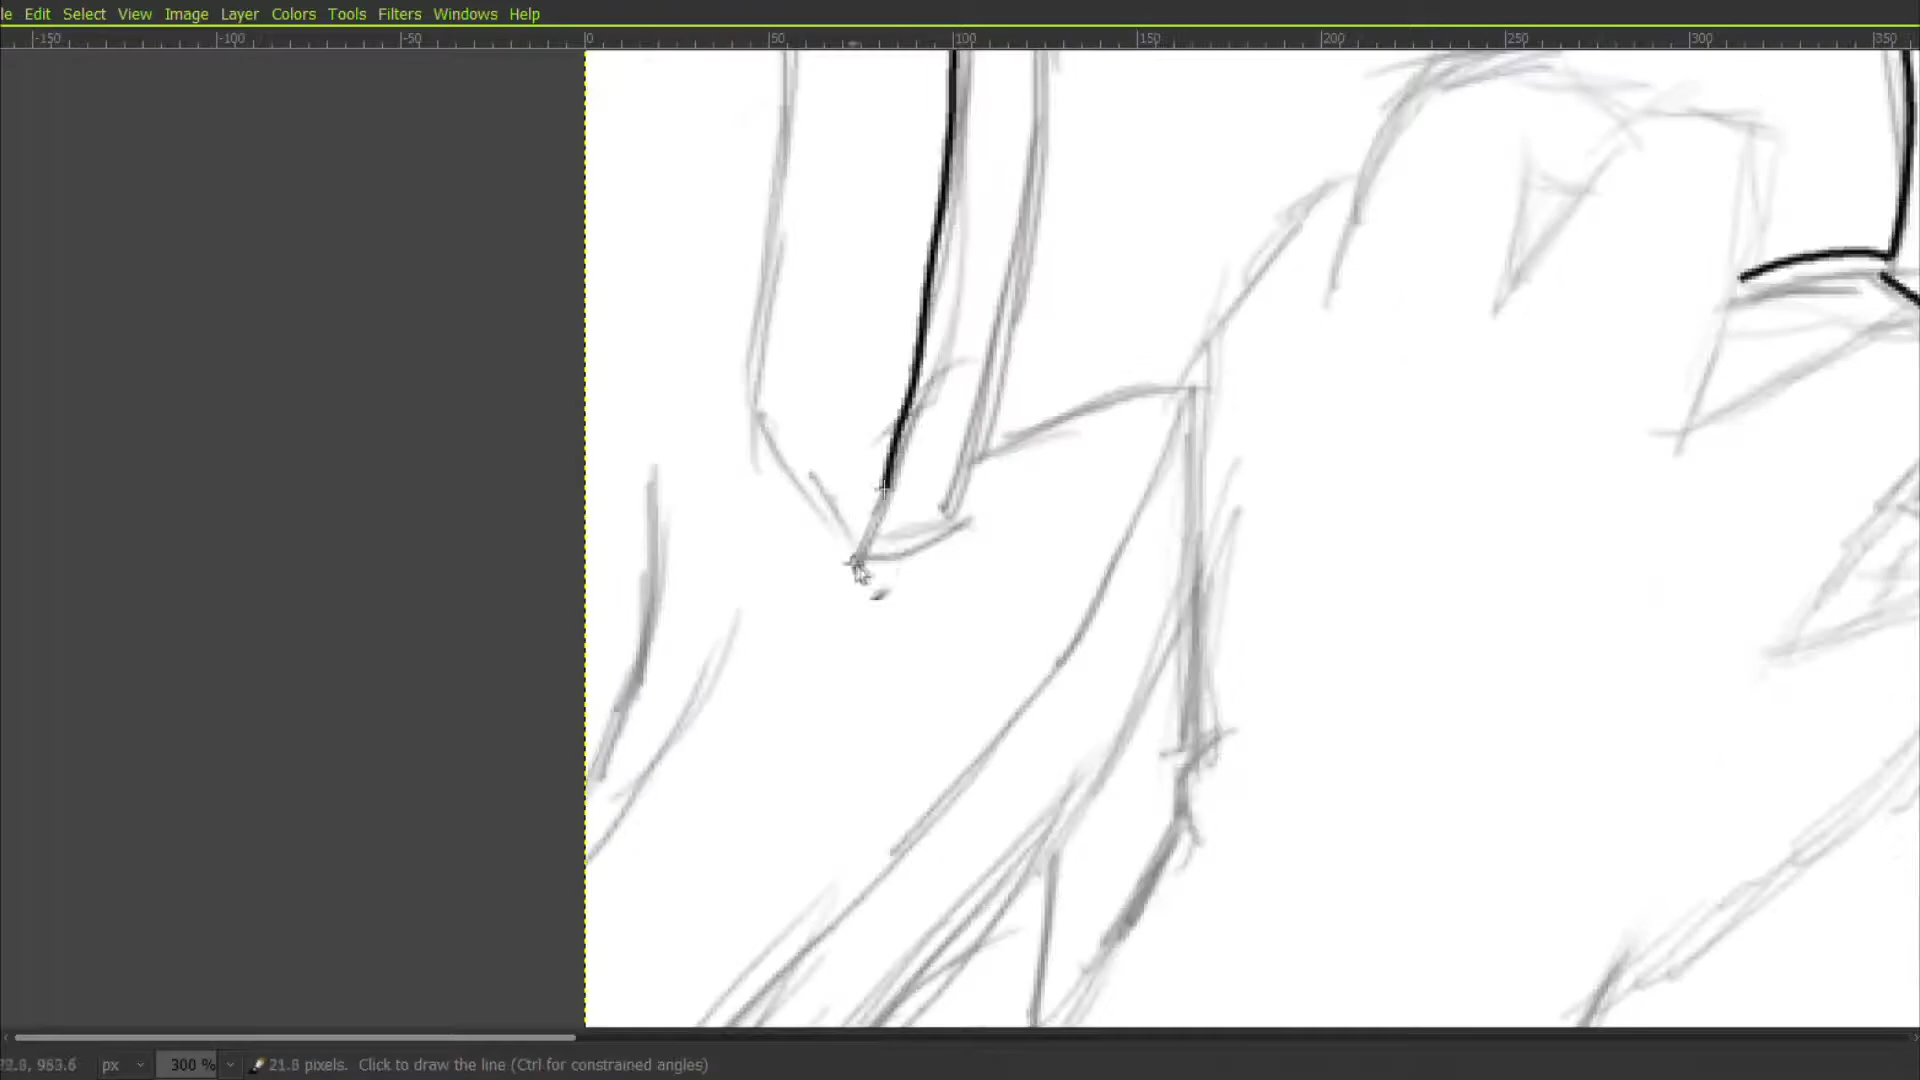 le Edit Select View Image Layer Colors Tools Filters Windows Help
-150 -100 -50 0 50 100 150 200 250 300 350
px 300 % 21.8 pixels. Click to draw the line (Ctrl for constrained angles)